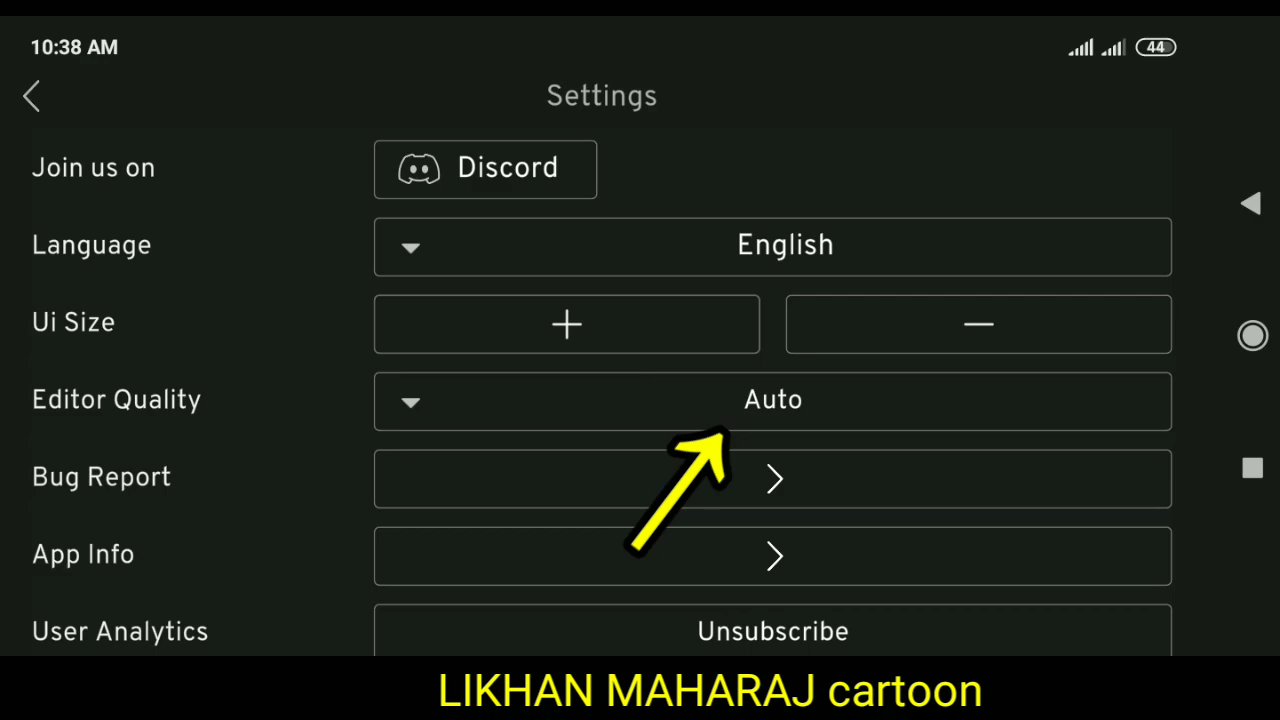 10:38 AM 44
Settings
Join us on Discord
Language English
Ui Size + −
Editor Quality Auto
Bug Report
App Info
User Analytics Unsubscribe
LIKHAN MAHARAJ cartoon